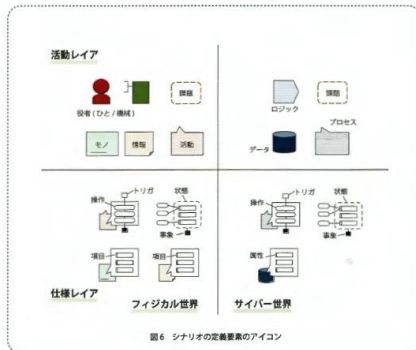 活動レイア
役者(ひと/機械)
課題
モノ
情報
活動
ロジック
課題
データ
プロセス
操作
トリガ
状態
事象
項目
項目
操作
トリガ
状態
事象
属性
仕様レイア
フィジカル世界
サイバー世界
図6 シナリオの定義要素のアイコン